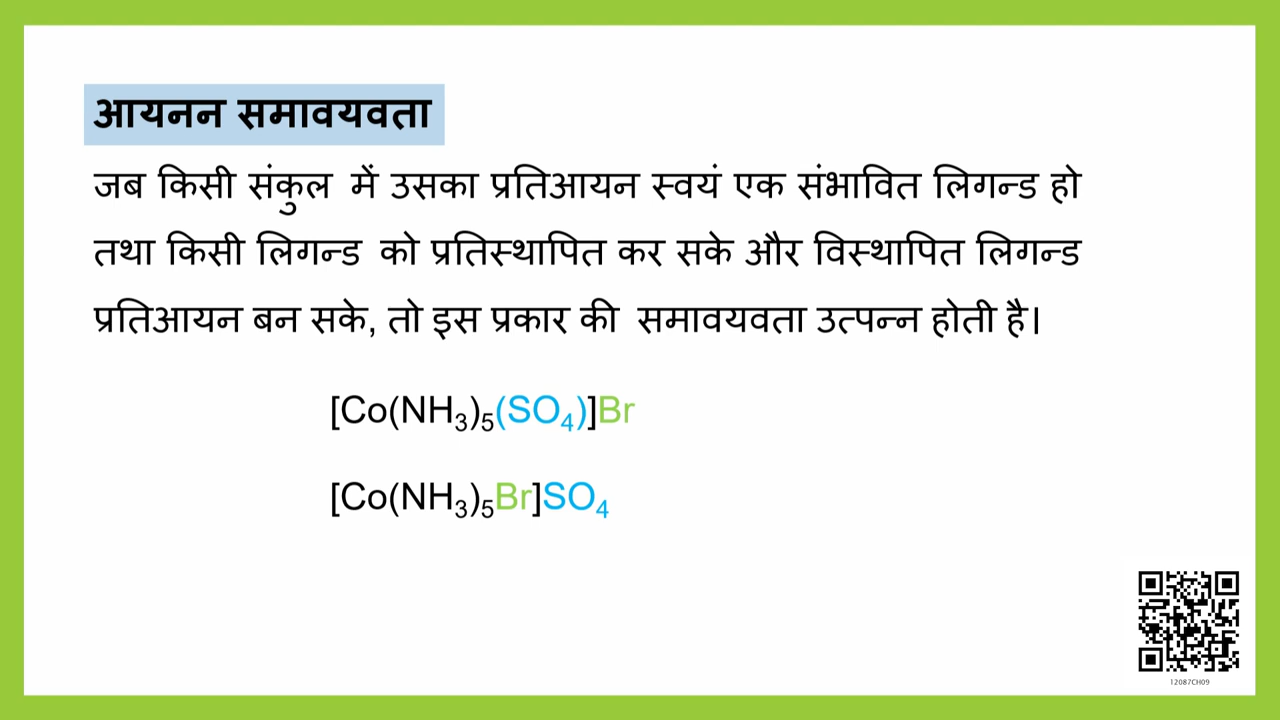 आयनन समावयवता
जब किसी संकुल में उसका प्रतिआयन स्वयं एक संभावित लिगन्ड हो
तथा किसी लिगन्ड को प्रतिस्थापित कर सके और विस्थापित लिगन्ड
प्रतिआयन बन सके, तो इस प्रकार की समावयवता उत्पन्न होती है।
[Co(NH₃)₅(SO₄)]Br
[Co(NH₃)₅Br]SO₄
12087CH09